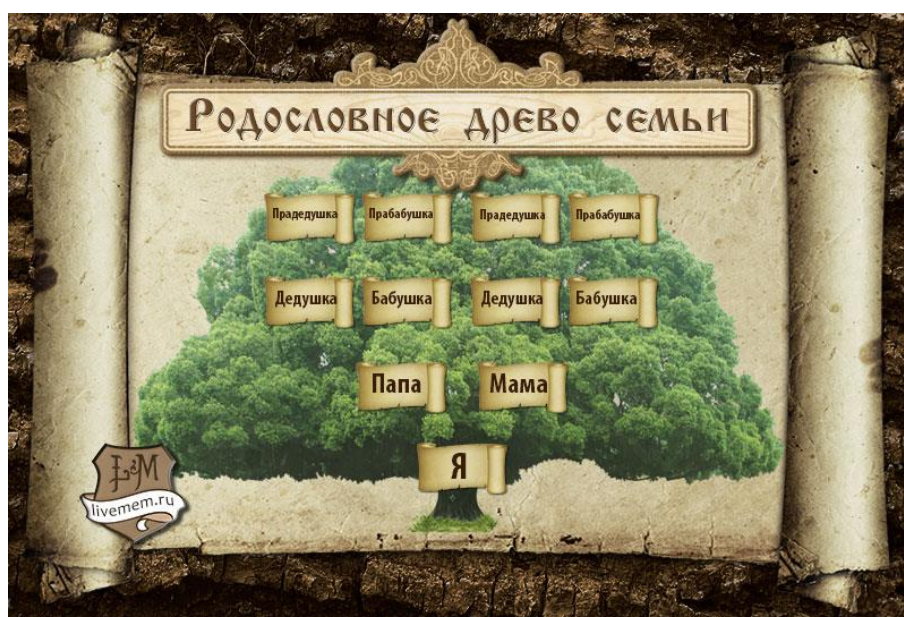 Родословное древо семьи
Прадедушка Прабабушка Прадедушка Прабабушка
Дедушка Бабушка Дедушка Бабушка
Папа Мама
Я
L&M
livemem.ru